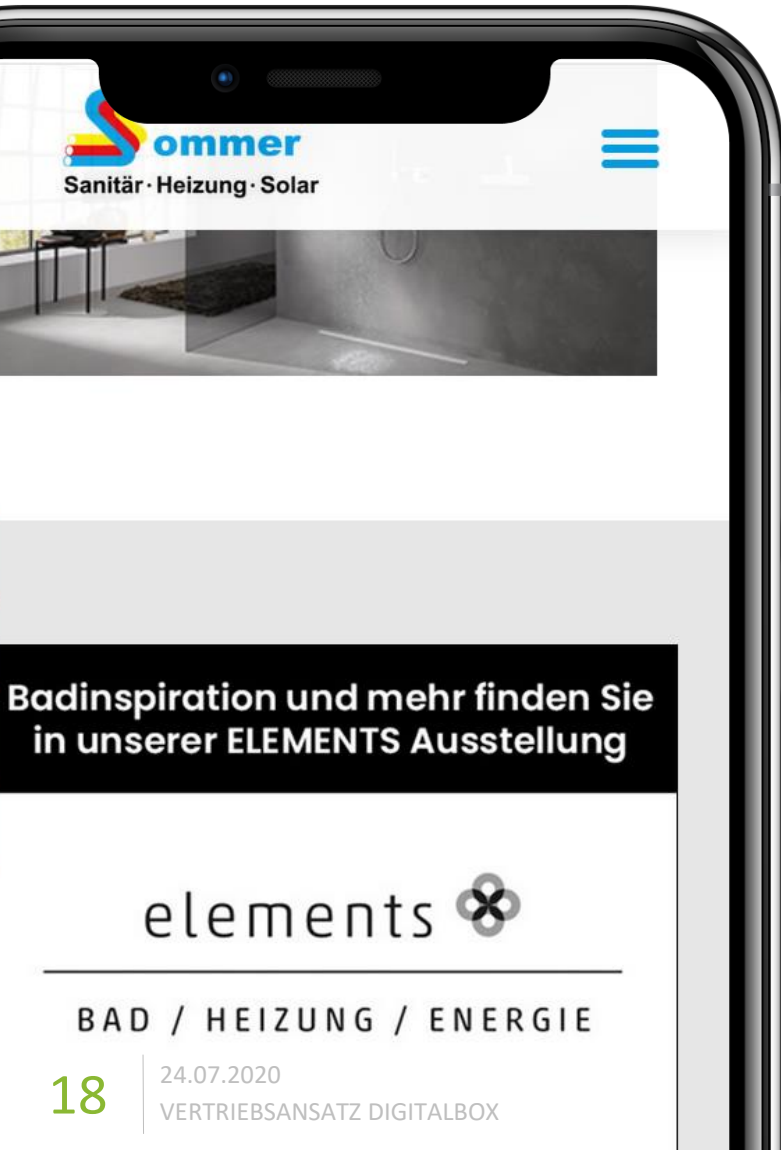 Sommer
Sanitär · Heizung · Solar
Badinspiration und mehr finden Sie
in unserer ELEMENTS Ausstellung
elements
BAD / HEIZUNG / ENERGIE
18
24.07.2020
VERTRIEBSANSATZ DIGITALBOX